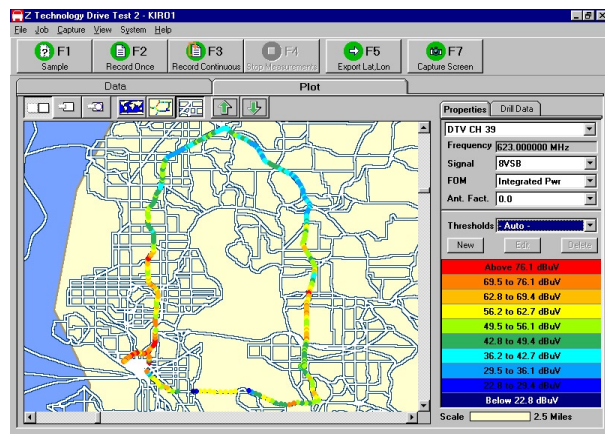 Z Technology Drive Test 2 - KIRO1
File Job Capture View System Help
F1 F2 F3 F4 F5 F7
Sample Record Once Record Continuous Stop Measurements Export Lat,Lon Capture Screen
Data Plot
Properties Drill Data
DTV CH 39
Frequency 623.000000 MHz
Signal 8VSB
FOM Integrated Pwr
Ant. Fact. 0.0
Thresholds - Auto -
New Edit Delete
Above 76.1 dBuV
69.5 to 76.1 dBuV
62.8 to 69.4 dBuV
56.2 to 62.7 dBuV
49.5 to 56.1 dBuV
42.8 to 49.4 dBuV
36.2 to 42.7 dBuV
29.5 to 36.1 dBuV
22.8 to 29.4 dBuV
Below 22.8 dBuV
Scale 2.5 Miles